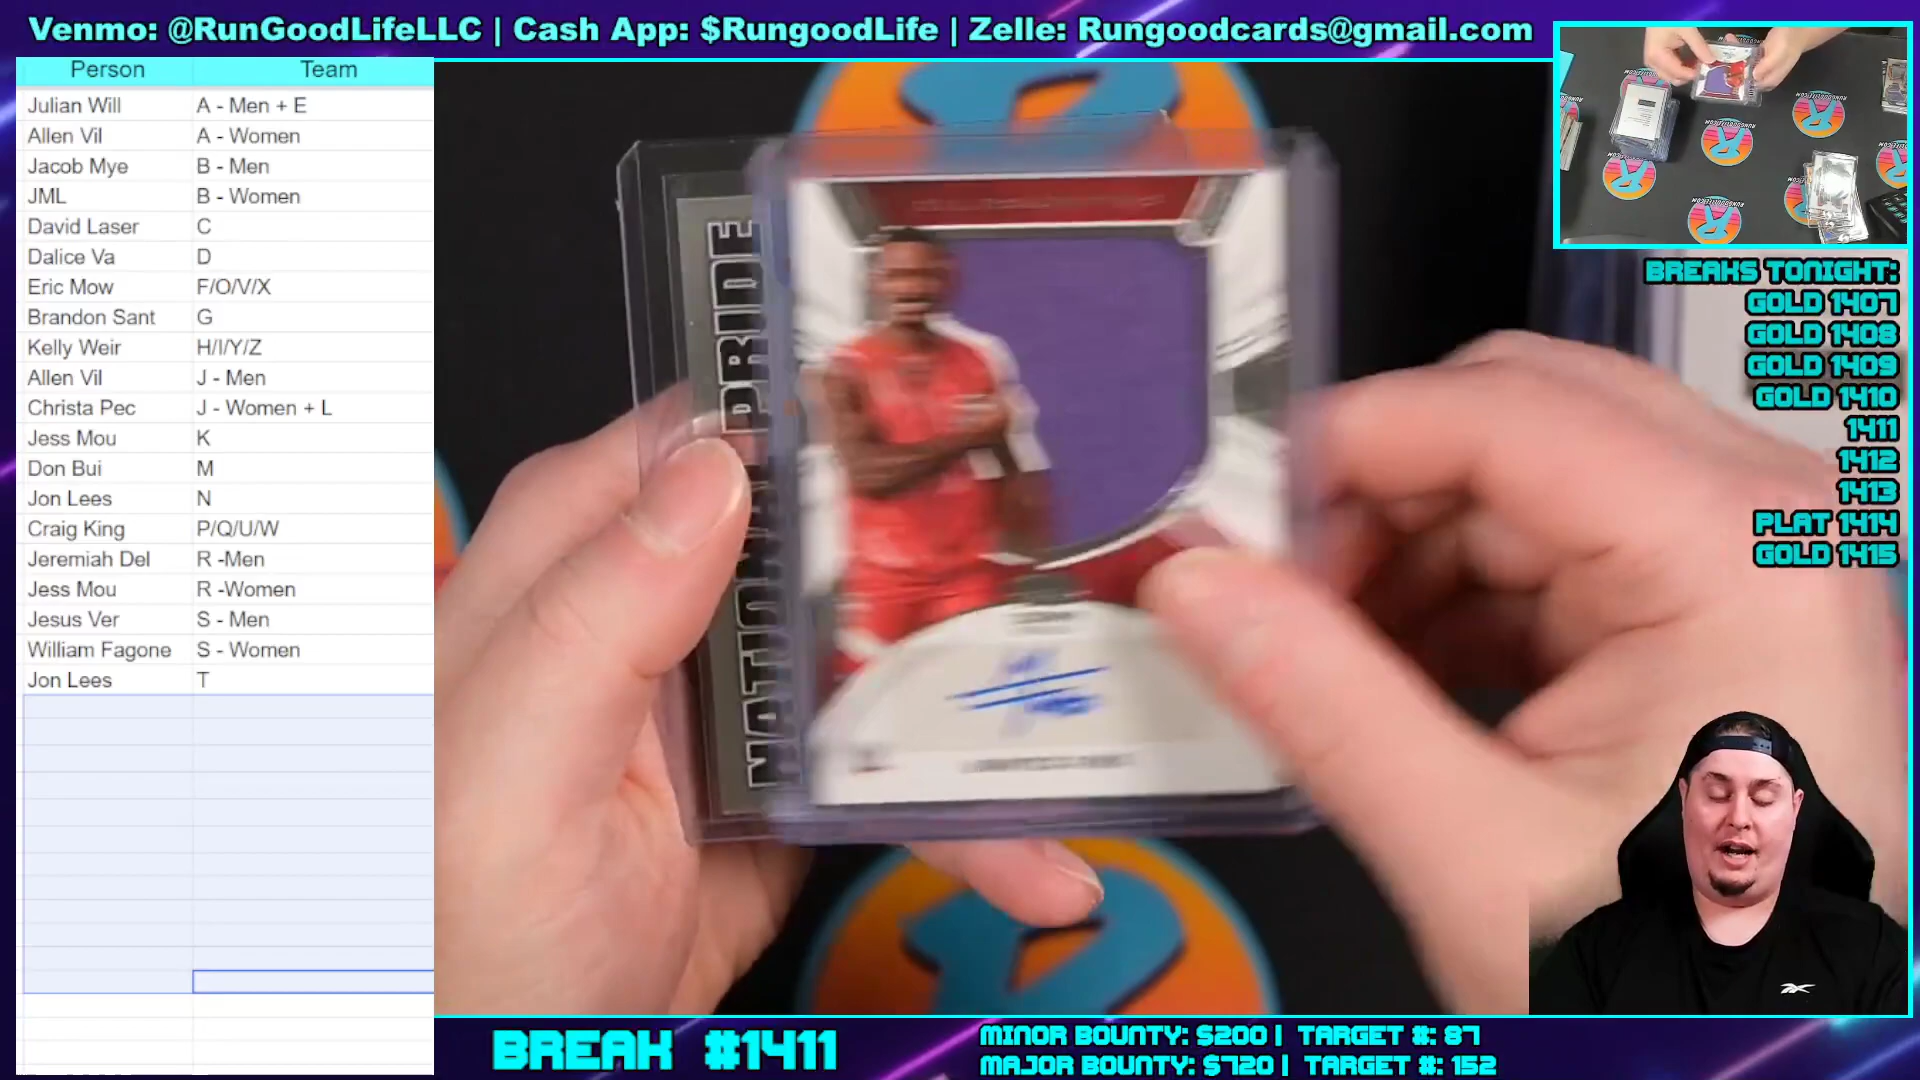 Venmo: @RunGoodLifeLLC | Cash App: $RungoodLife | Zelle: Rungoodcards@gmail.com
Person Team
Julian Will A - Men + E
Allen Vil A - Women
Jacob Mye B - Men
JML B - Women
David Laser C
Dalice Va D
Eric Mow F/O/V/X
Brandon Sant G
Kelly Weir H/I/Y/Z
Allen Vil J - Men
Christa Pec J - Women + L
Jess Mou K
Don Bui M
Jon Lees N
Craig King P/Q/U/W
Jeremiah Del R -Men
Jess Mou R -Women
Jesus Ver S - Men
William Fagone S - Women
Jon Lees T
NATIONAL PRIDE
BREAKS TONIGHT:
GOLD 1407
GOLD 1408
GOLD 1409
GOLD 1410
1411
1412
1413
PLAT 1414
GOLD 1415
BREAK #1411
MINOR BOUNTY: $200 | TARGET #: 87
MAJOR BOUNTY: $720 | TARGET #: 152